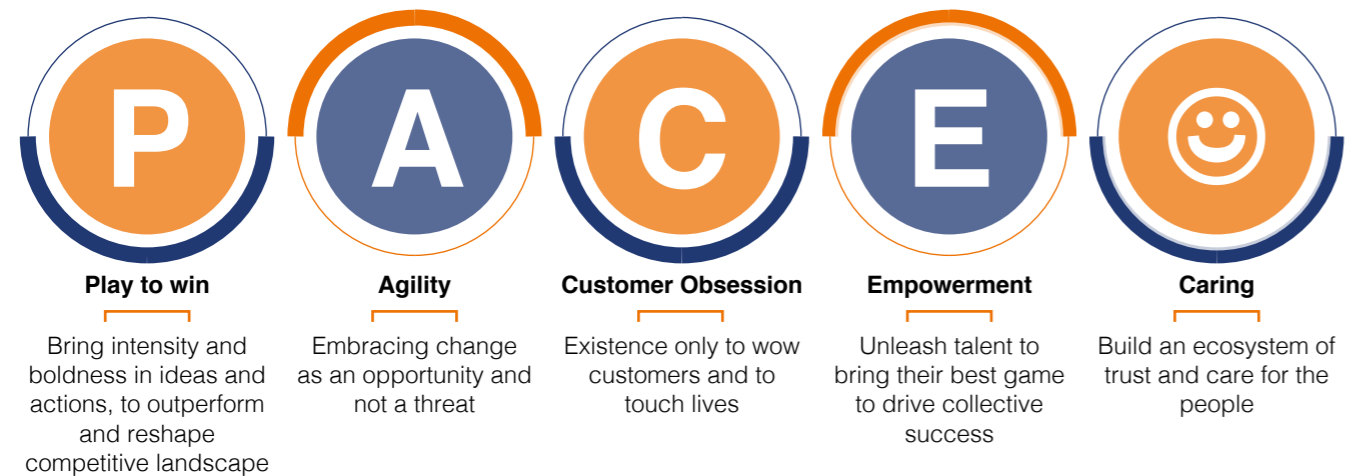 P
A
C
E
Play to win
Bring intensity and
boldness in ideas and
actions, to outperform
and reshape
competitive landscape
Agility
Embracing change
as an opportunity and
not a threat
Customer Obsession
Existence only to wow
customers and to
touch lives
Empowerment
Unleash talent to
bring their best game
to drive collective
success
Caring
Build an ecosystem of
trust and care for the
people